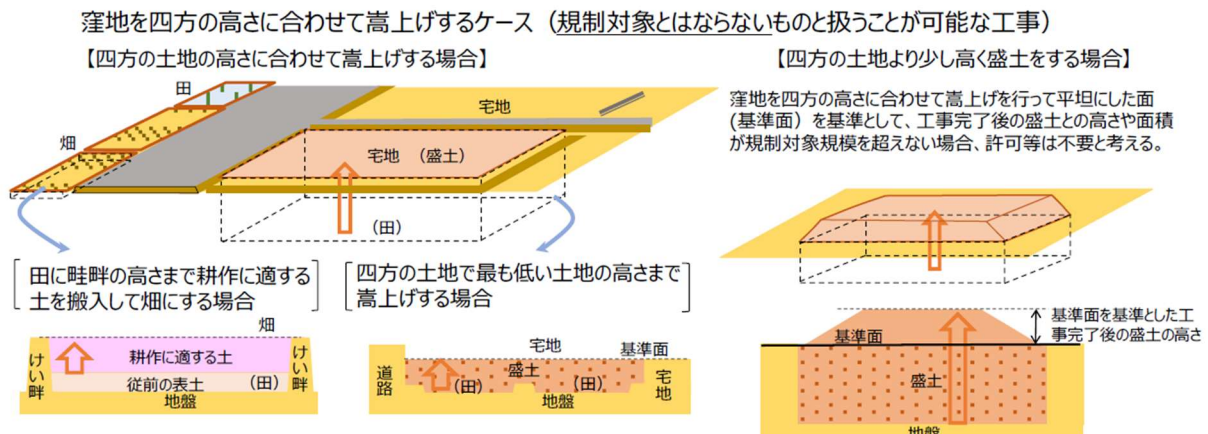 窪地を四方の高さに合わせて嵩上げするケース（規制対象とはならないものと扱うことが可能な工事）
【四方の土地の高さに合わせて嵩上げする場合】
田
畑
宅地
宅地（盛土）
（田）
田に畦畔の高さまで耕作に適する
土を搬入して畑にする場合
畑
けい畔
耕作に適する土
従前の表土
（田）
けい畔
地盤
四方の土地で最も低い土地の高さまで
嵩上げする場合
宅地
基準面
道路
盛土
（田）
（田）
宅地
地盤
【四方の土地より少し高く盛土をする場合】
窪地を四方の高さに合わせて嵩上げを行って平坦にした面
(基準面）を基準として、工事完了後の盛土との高さや面積
が規制対象規模を超えない場合、許可等は不要と考える。
基準面を基準とした工
事完了後の盛土の高さ
基準面
盛土
地盤